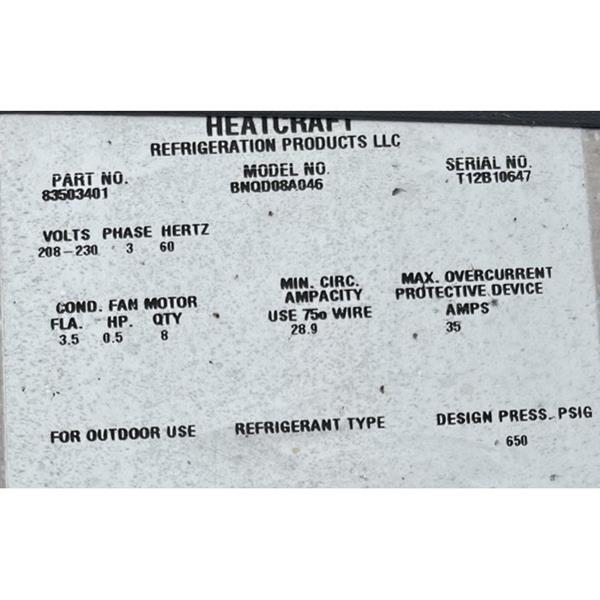 HEATCRAFT
REFRIGERATION PRODUCTS LLC
PART NO. MODEL NO. SERIAL NO.
83503401 BNQD08A046 T12B10647
VOLTS PHASE HERTZ
208-230 3 60
COND. FAN MOTOR MIN. CIRC. MAX. OVERCURRENT
FLA. HP. QTY AMPACITY PROTECTIVE DEVICE
3.5 0.5 8 USE 75o WIRE AMPS
28.9 35
FOR OUTDOOR USE REFRIGERANT TYPE DESIGN PRESS. PSIG
650